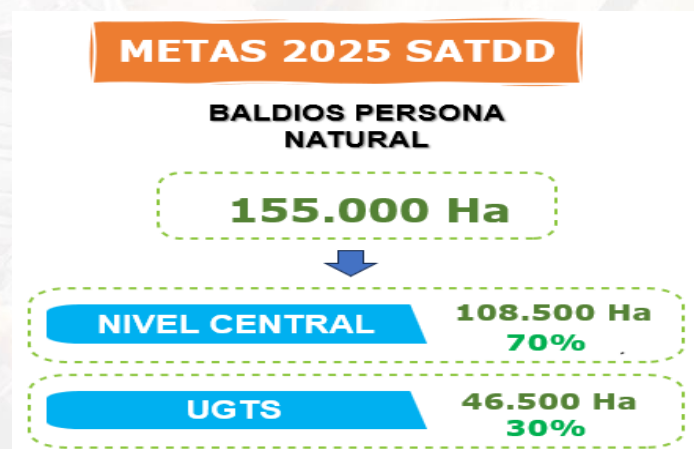 METAS 2025 SATDD
BALDIOS PERSONA
NATURAL
155.000 Ha
NIVEL CENTRAL
108.500 Ha
70%
UGTS
46.500 Ha
30%